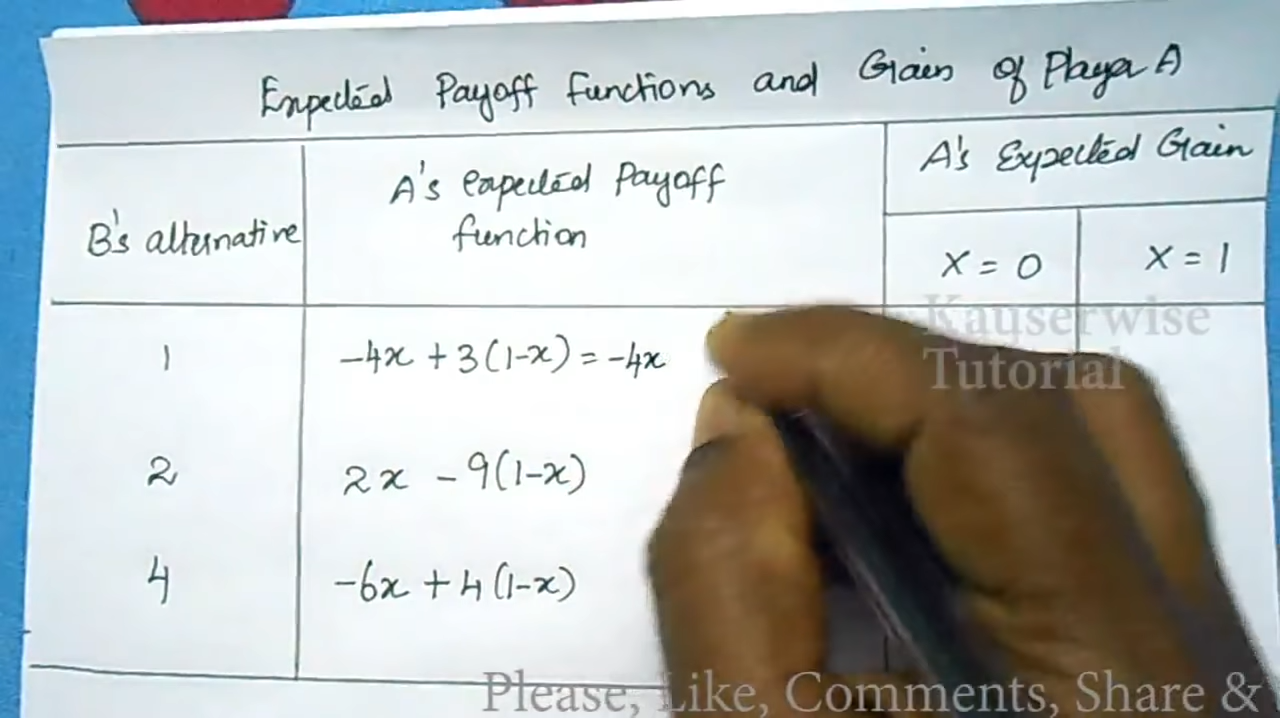 Expected Payoff functions and Gain of Player A
B's alternative
A's expected Payoff
function
A's Expected Gain
X = 0
X = 1
1
-4x + 3(1-x) = -4x
2
2x - 9(1-x)
4
-6x + 4(1-x)
Kauserwise
Tutorial
Please, Like, Comments, Share &